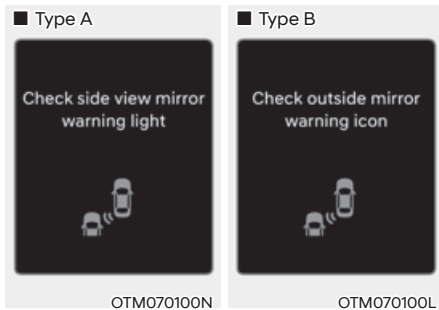 ■ Type A
Check side view mirror
warning light
OTM070100N
■ Type B
Check outside mirror
warning icon
OTM070100L